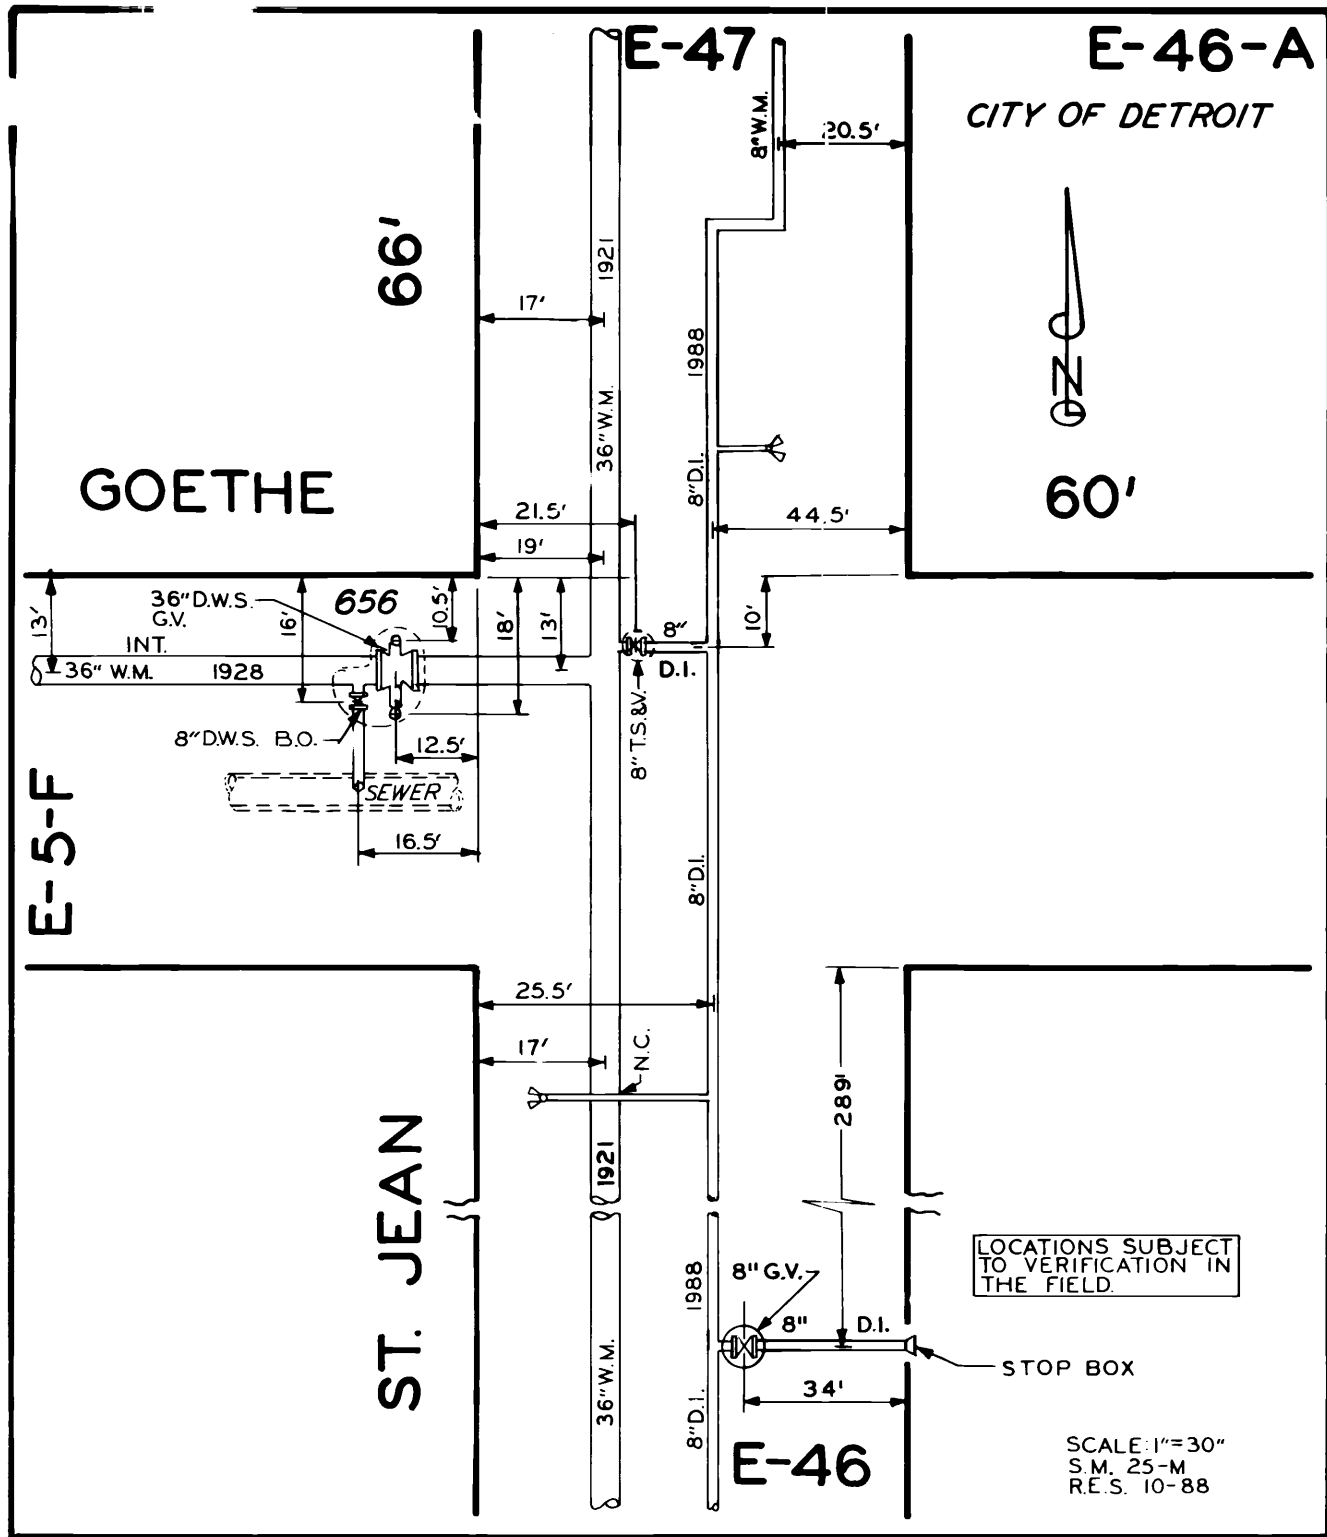 E-47
E-46-A
CITY OF DETROIT
8"W.M.
20.5'
66'
1921
17'
1988
N
36"W.M.
8"D.I.
GOETHE
60'
21.5'
44.5'
19'
13'
36"D.W.S.
G.V.
16'
656
10.5'
18'
13'
8"
10'
INT.
36" W.M.
1928
D.I.
8" T.S.&V.
8"D.W.S. B.O.
12.5'
SEWER
16.5'
E-5-F
8"D.I.
25.5'
17'
N.C.
289'
1921
ST. JEAN
LOCATIONS SUBJECT
TO VERIFICATION IN
THE FIELD.
1988
8" G.V.
8"
D.I.
STOP BOX
34'
36"W.M.
8"D.I.
E-46
SCALE: 1"=30"
S.M. 25-M
R.E.S. 10-88